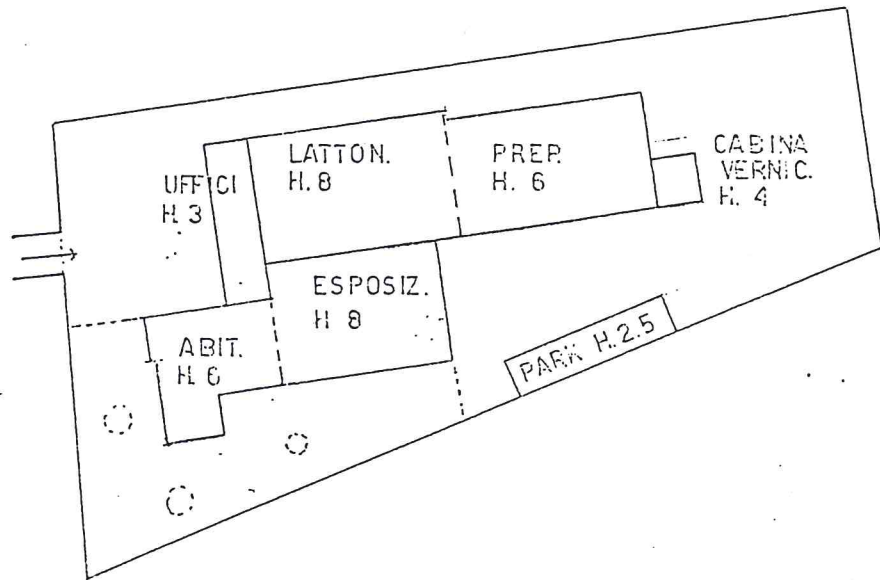 UFFICI
H. 3
LATTON.
H. 8
PREP.
H. 6
CABINA
VERNIC.
H. 4
ESPOSIZ.
H 8
ABIT.
H. 6
PARK H. 2.5